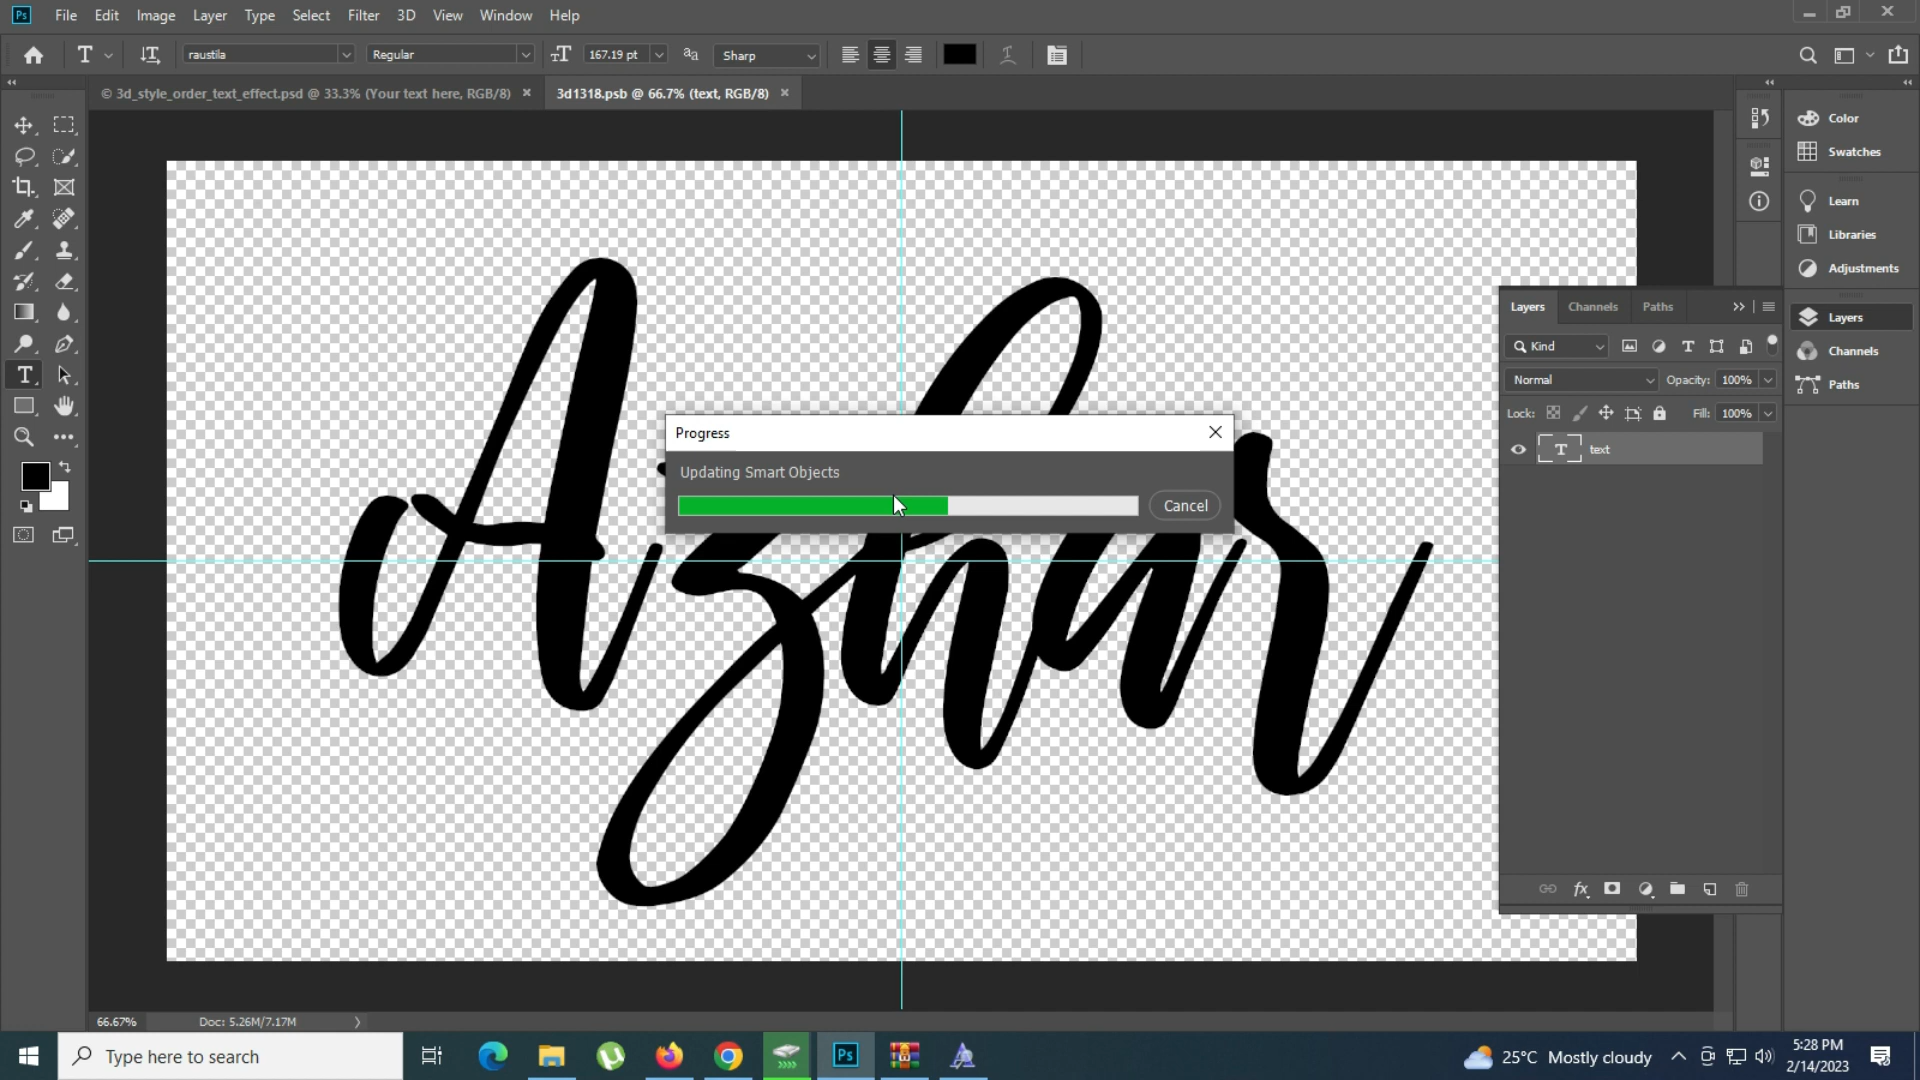 Ps File Edit Image Layer Type Select Filter 3D View Window Help
T raustila Regular 167.19 pt aa Sharp
© 3d_style_order_text_effect.psd @ 33.3% (Your text here, RGB/8) × 3d1318.psb @ 66.7% (text, RGB/8) ×
Color
Swatches
Learn
Libraries
Adjustments
Layers
Channels
Paths
Layers Channels Paths
Kind
Normal Opacity: 100%
Lock: Fill: 100%
T text
fx
Azhar
Progress
Updating Smart Objects
Cancel
66.67% Doc: 5.26M/7.17M
Type here to search
Ps
25°C Mostly cloudy
5:28 PM
2/14/2023